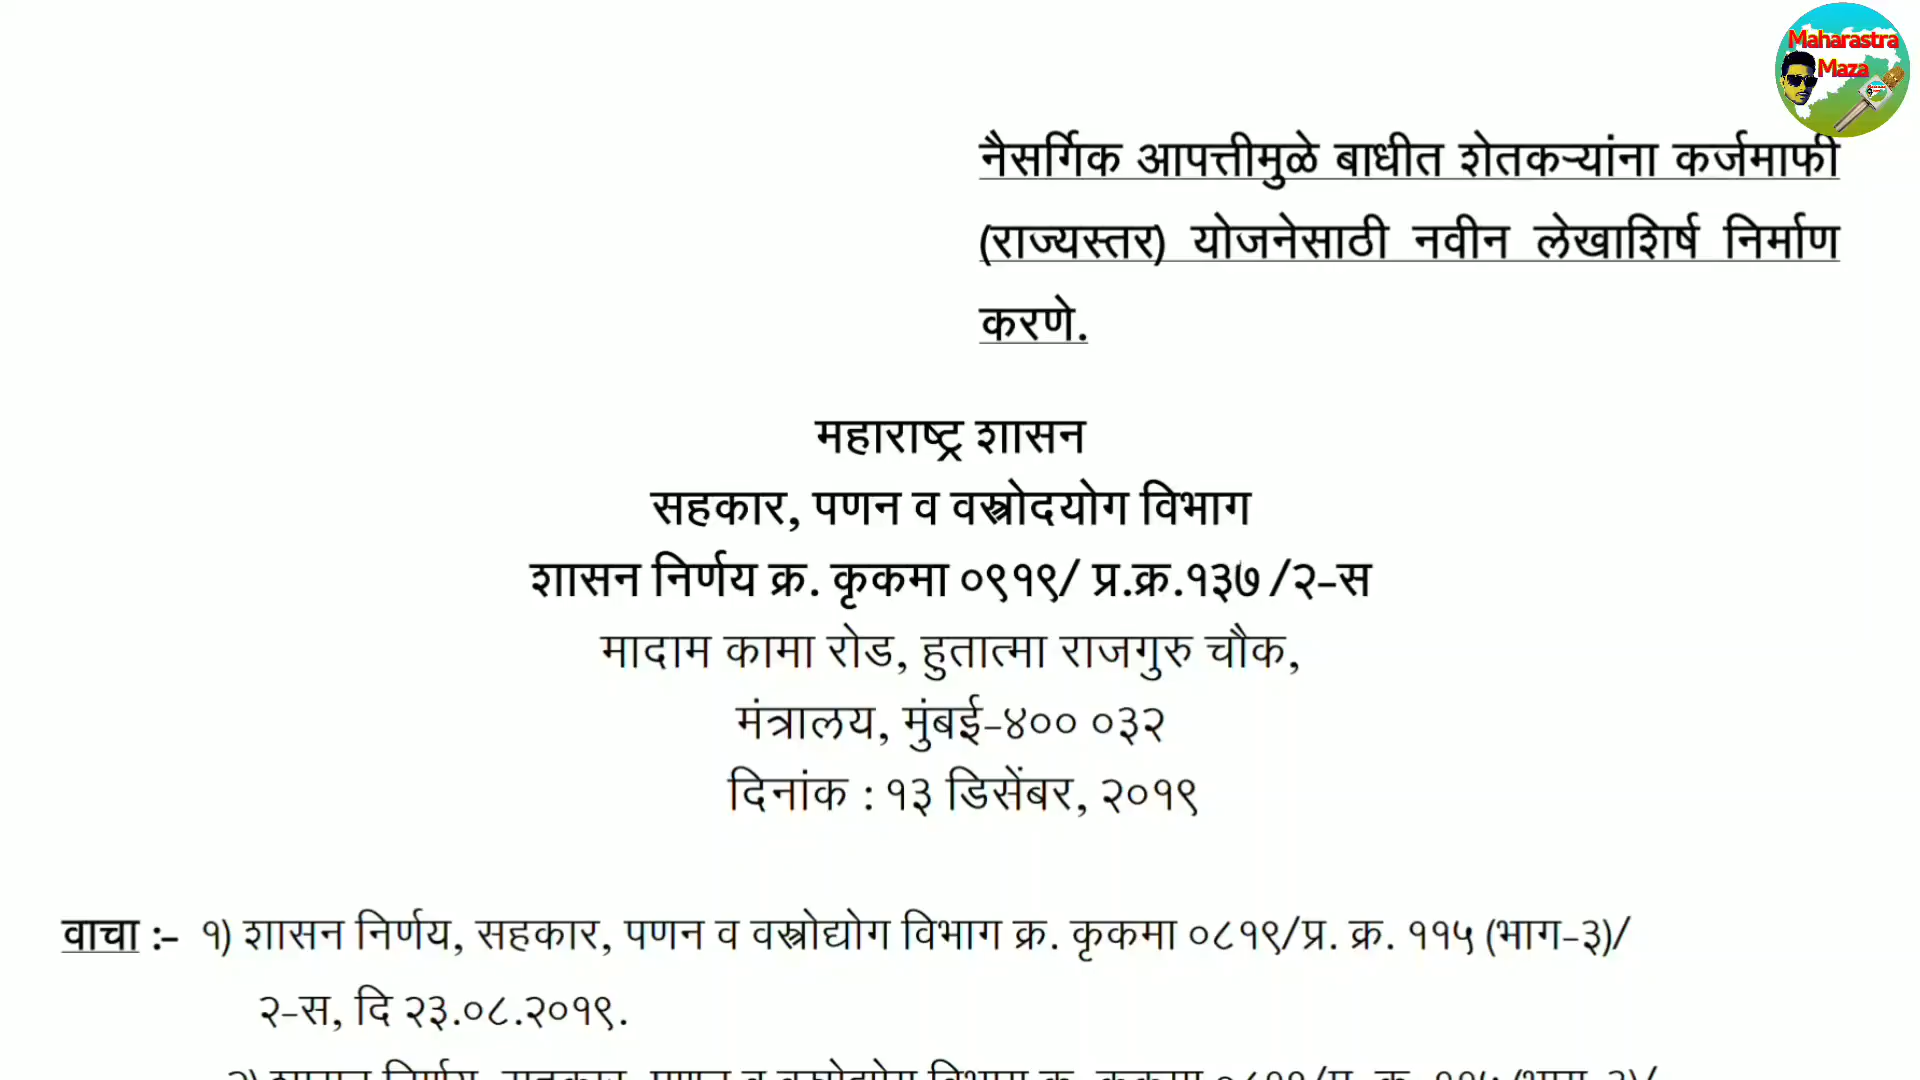 Maharastra
Maza
नैसर्गिक आपत्तीमुळे बाधीत शेतकऱ्यांना कर्जमाफी
(राज्यस्तर) योजनेसाठी नवीन लेखाशिर्ष निर्माण
करणे.
महाराष्ट्र शासन
सहकार, पणन व वस्त्रोदयोग विभाग
शासन निर्णय क्र. कृकमा ०९१९/ प्र.क्र.१३७ /२-स
मादाम कामा रोड, हुतात्मा राजगुरु चौक,
मंत्रालय, मुंबई-४०० ०३२
दिनांक : १३ डिसेंबर, २०१९
वाचा :- १) शासन निर्णय, सहकार, पणन व वस्त्रोद्योग विभाग क्र. कृकमा ०८१९/प्र. क्र. ११५ (भाग-३)/
२-स, दि २३.०८.२०१९.